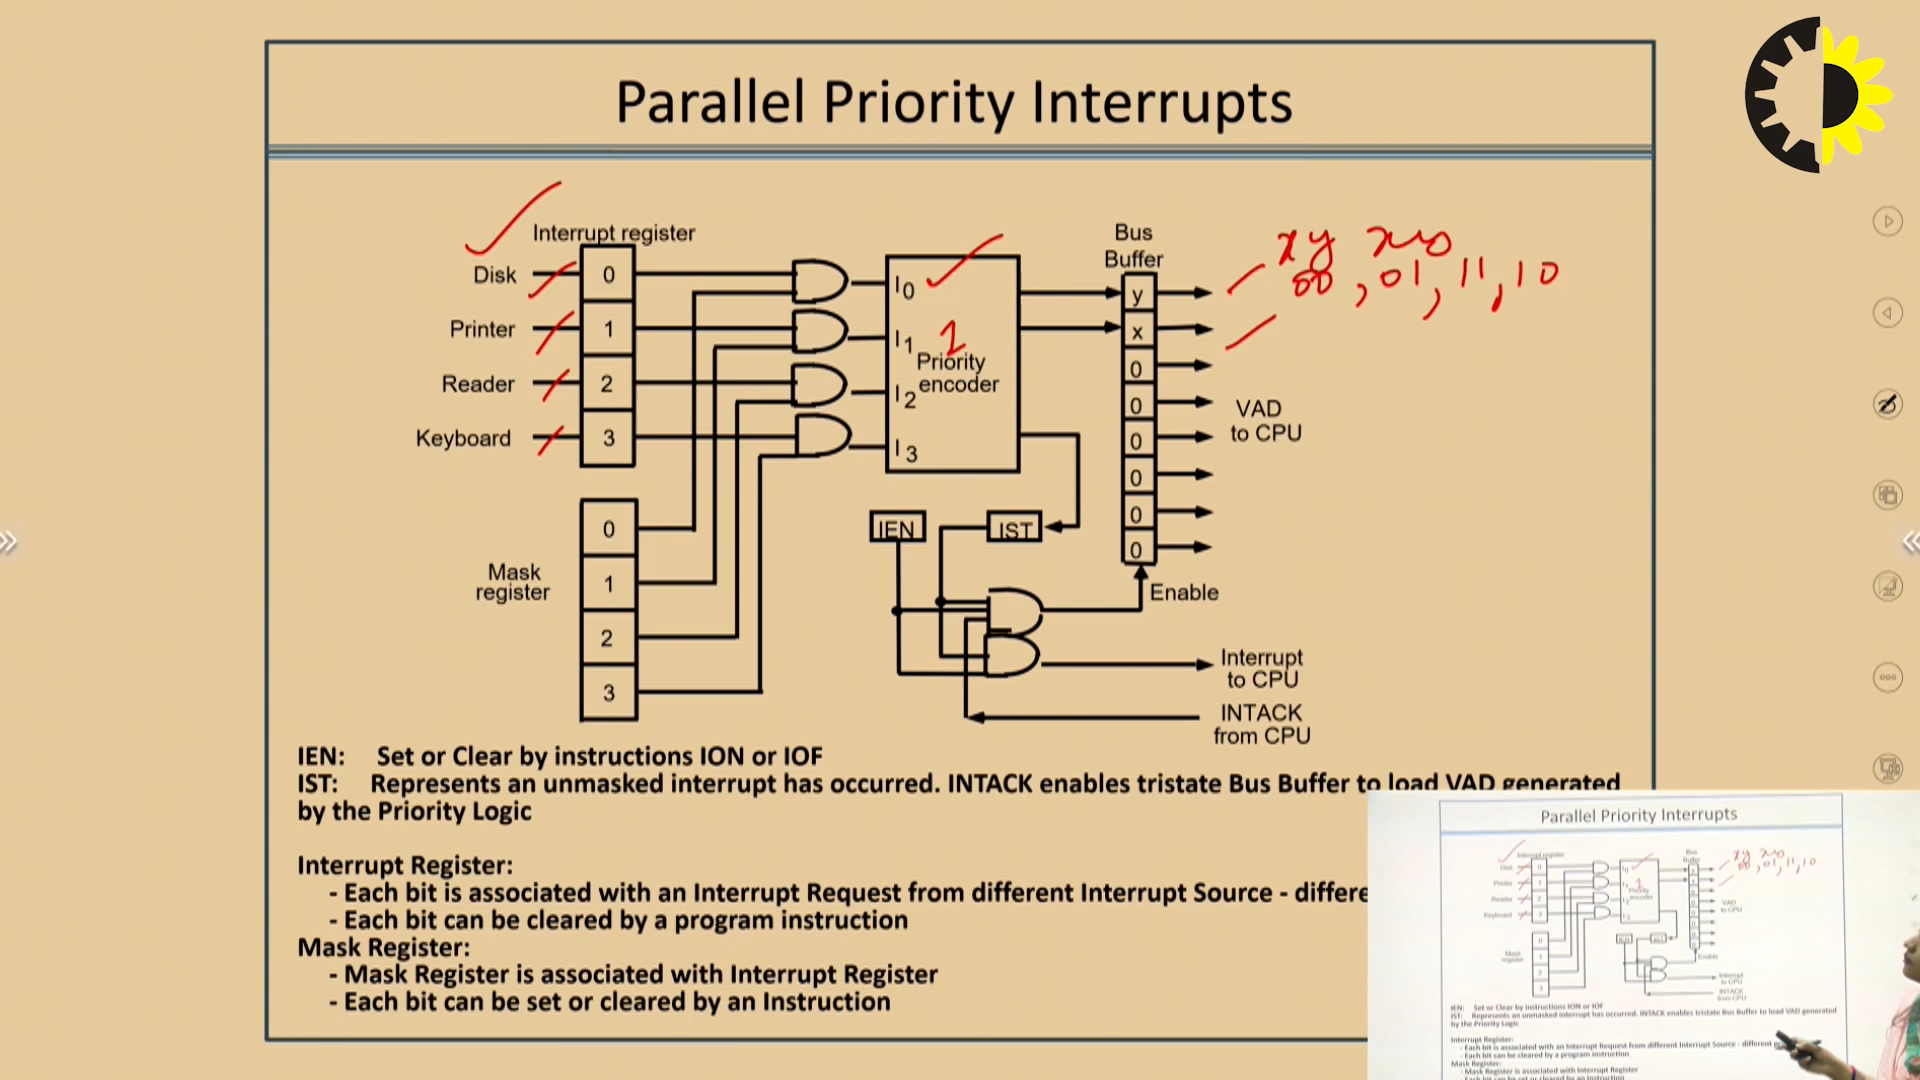 Parallel Priority Interrupts
Interrupt register
Disk
Printer
Reader
Keyboard
0
1
2
3
Mask
register
0
1
2
3
I0
I1
I2
I3
1
Priority
encoder
IEN
IST
Bus
Buffer
y
x
0
0
0
0
0
0
xy
00, 01, 11, 10
VAD
to CPU
Enable
Interrupt
to CPU
INTACK
from CPU
IEN: Set or Clear by instructions ION or IOF
IST: Represents an unmasked interrupt has occurred. INTACK enables tristate Bus Buffer to load VAD generated
by the Priority Logic
Interrupt Register:
- Each bit is associated with an Interrupt Request from different Interrupt Source - differe
- Each bit can be cleared by a program instruction
Mask Register:
- Mask Register is associated with Interrupt Register
- Each bit can be set or cleared by an Instruction
Parallel Priority Interrupts